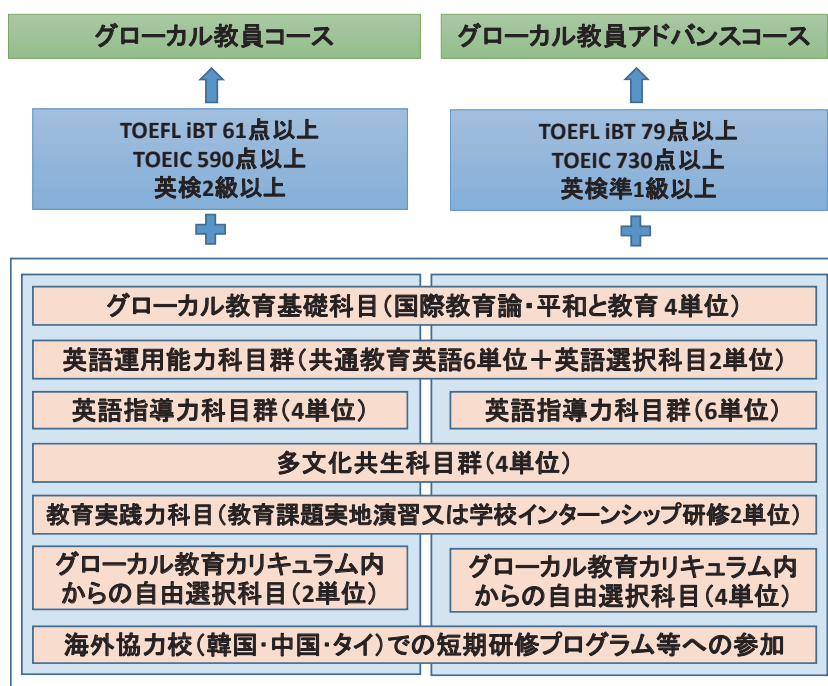 グローカル教員コース
グローカル教員アドバンスコース
TOEFL iBT 61点以上
TOEIC 590点以上
英検2級以上
TOEFL iBT 79点以上
TOEIC 730点以上
英検準1級以上
グローカル教育基礎科目(国際教育論・平和と教育 4単位)
英語運用能力科目群(共通教育英語6単位+英語選択科目2単位)
英語指導力科目群(4単位)
英語指導力科目群(6単位)
多文化共生科目群(4単位)
教育実践力科目(教育課題実地演習又は学校インターンシップ研修2単位)
グローカル教育カリキュラム内
からの自由選択科目(2単位)
グローカル教育カリキュラム内
からの自由選択科目(4単位)
海外協力校(韓国・中国・タイ)での短期研修プログラム等への参加